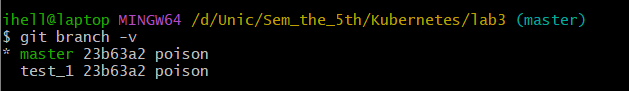 ihell@laptop MINGW64 /d/Unic/Sem_the_5th/Kubernetes/lab3 (master)
$ git branch -v
* master 23b63a2 poison
  test_1 23b63a2 poison